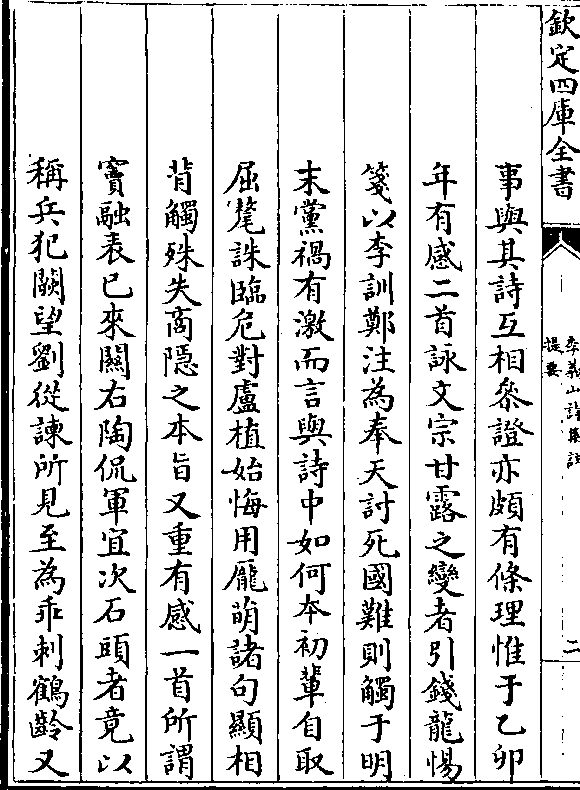 欽定四庫全書
李義山詩集註
提要
二
事與其詩互相叅證亦頗有條理惟于乙卯
年有感二首詠文宗甘露之變者引錢龍惕
箋以李訓鄭注為奉天討死國難則觸于明
末黨禍有激而言與詩中如何夲初輩自取
屈氂誅臨危對盧植始悔用龐萌諸句顯相
背觸殊失商隱之本旨又重有感一首所謂
竇融表已來闗右陶侃軍宜次石頭者竟以
稱兵犯闕望劉從諫所見至為乖剌鶴齡又